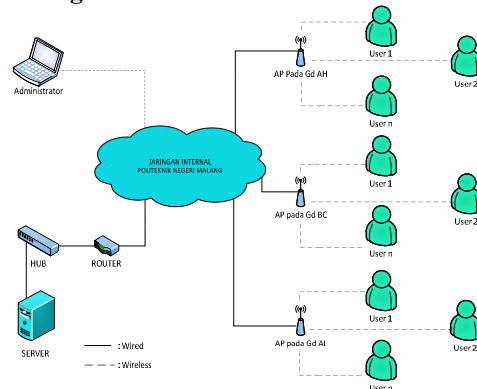 User 1
AP Pada Gd AH
User 2
Administrator
User n
JARINGAN INTERNAL
POLITEKNIK NEGERI MALANG
User 1
AP pada Gd BC
User 2
HUB
ROUTER
User n
User 1
SERVER
: Wired
AP pada Gd AI
User 2
: Wireless
User n